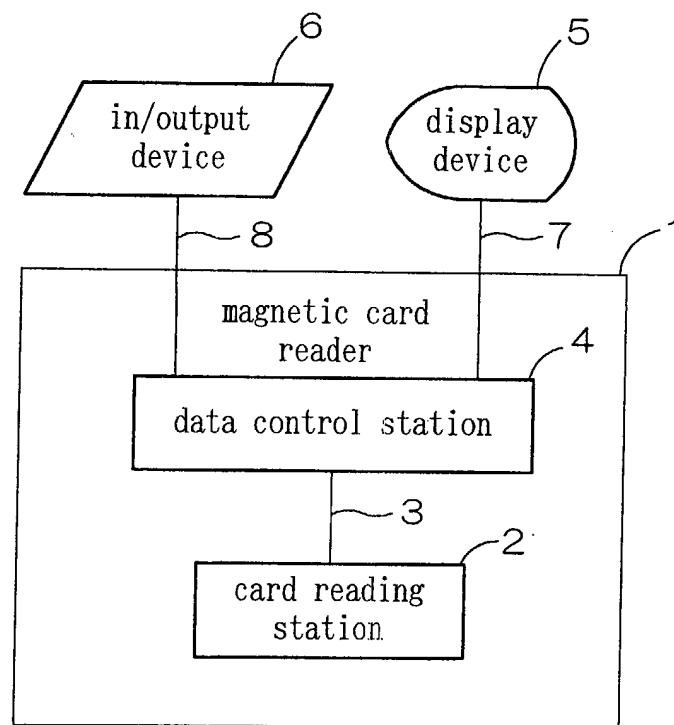 6
5
in/output
device
display
device
8
7
1
magnetic card
reader
4
data control station
3
2
card reading
station